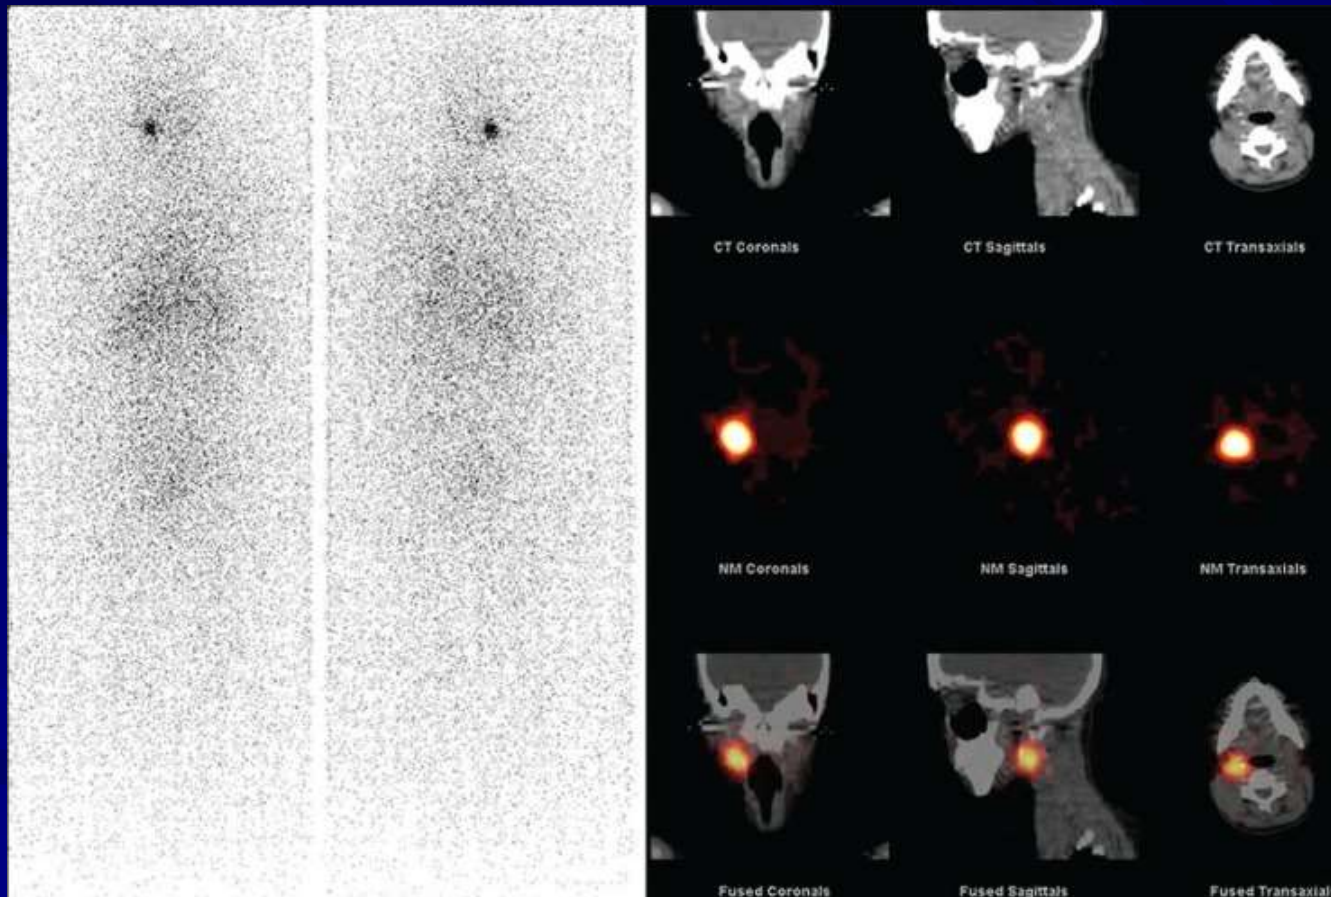 CT Coronals
CT Sagittals
CT Transaxials
NM Coronals
NM Sagittals
NM Transaxials
Fused Coronals
Fused Sagittals
Fused Transaxial